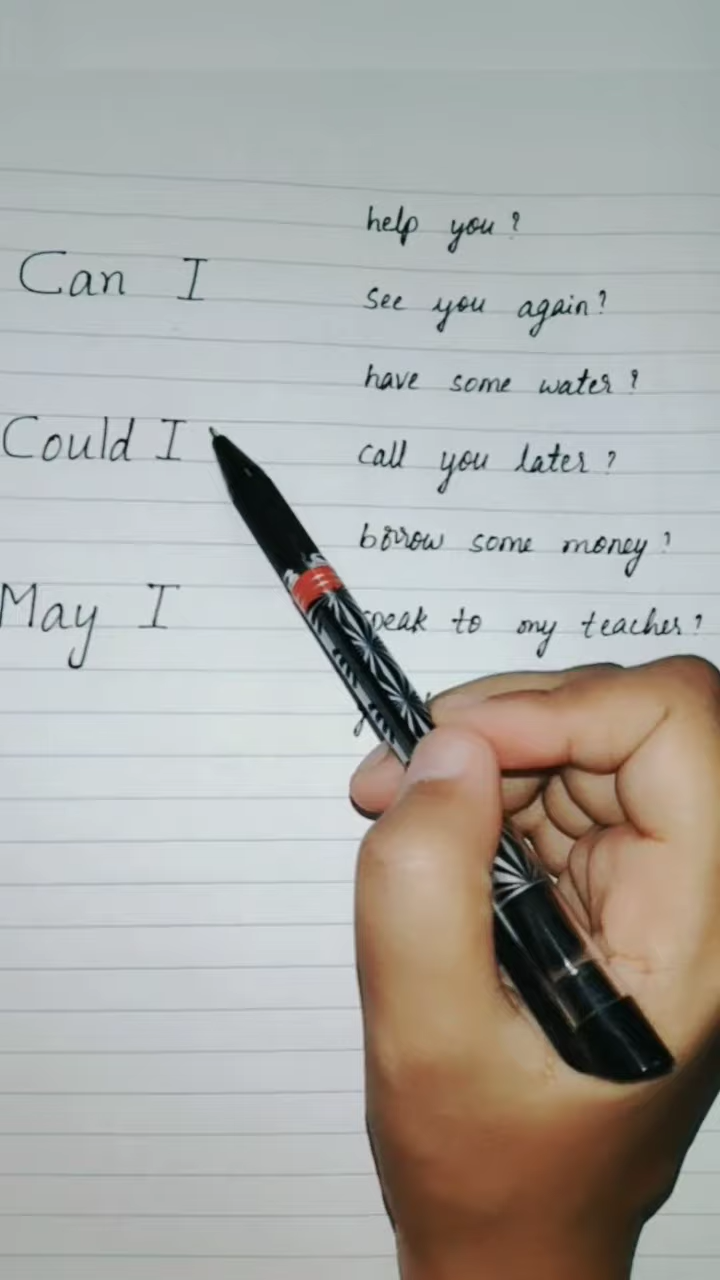 help you?
Can I
see you again?
have some water?
Could I
call you later?
borrow some money?
May I
speak to my teacher?